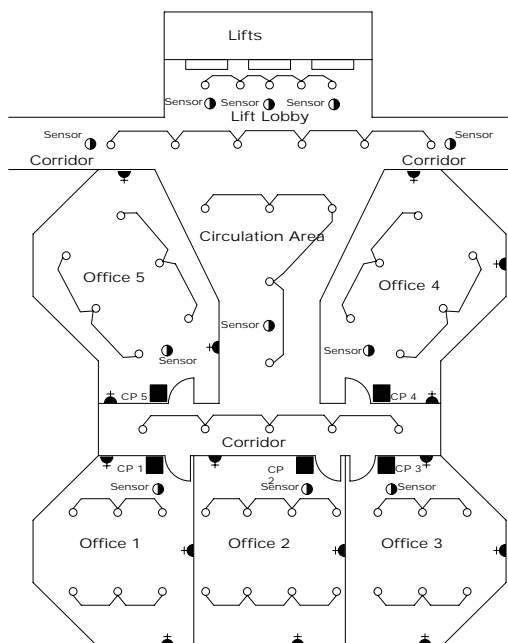 Lifts
Sensor Sensor Sensor
Lift Lobby
Sensor Sensor
Corridor Corridor
Circulation Area
Office 5 Office 4
Sensor
Sensor Sensor
CP 5 CP 4
Corridor
CP 1 CP 2 CP 3
Sensor Sensor Sensor
Office 1 Office 2 Office 3